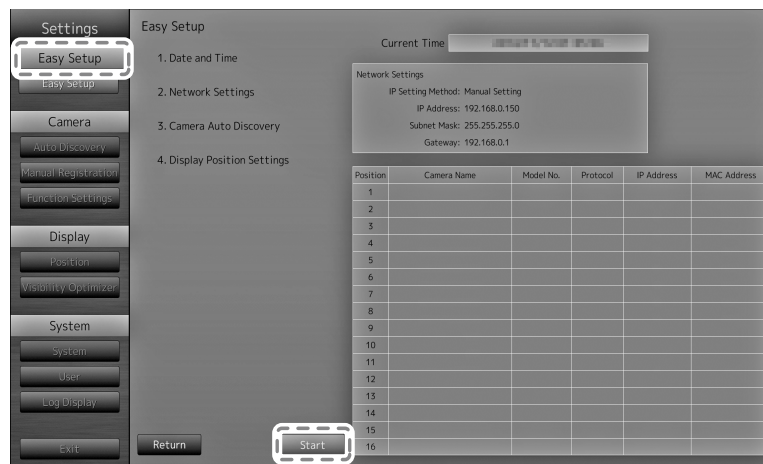 Settings
Easy Setup
Easy Setup
Camera
Auto Discovery
Manual Registration
Function Settings
Display
Position
Visibility Optimizer
System
System
User
Log Display
Exit
Easy Setup
1. Date and Time
2. Network Settings
3. Camera Auto Discovery
4. Display Position Settings
Return
Start
Current Time
Network Settings
IP Setting Method: Manual Setting
IP Address: 192.168.0.150
Subnet Mask: 255.255.255.0
Gateway: 192.168.0.1
Position Camera Name Model No. Protocol IP Address MAC Address
1
2
3
4
5
6
7
8
9
10
11
12
13
14
15
16